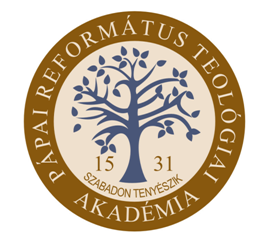 PÁPAI REFORMÁTUS TEOLÓGIAI
AKADÉMIA
15 31
SZABADON TENYÉSZIK